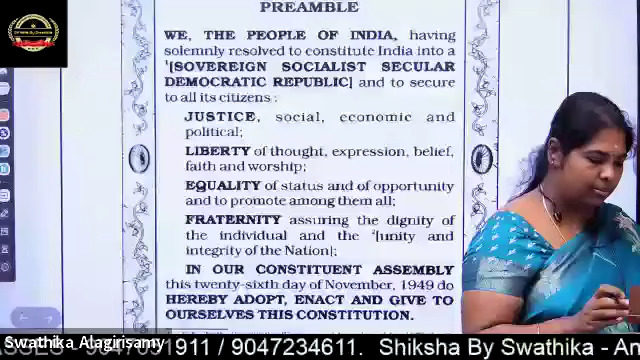 Shiksha By Swathika
PREAMBLE
WE, THE PEOPLE OF INDIA, having
solemnly resolved to constitute India into a
¹[SOVEREIGN SOCIALIST SECULAR
DEMOCRATIC REPUBLIC] and to secure
to all its citizens :
JUSTICE, social, economic and
political;
LIBERTY of thought, expression, belief,
faith and worship;
EQUALITY of status and of opportunity
and to promote among them all;
FRATERNITY assuring the dignity of
the individual and the ²[unity and
integrity of the Nation];
IN OUR CONSTITUENT ASSEMBLY
this twenty-sixth day of November, 1949 do
HEREBY ADOPT, ENACT AND GIVE TO
OURSELVES THIS CONSTITUTION.
Swathika Alagirisamy
1911 / 9047234611. Shiksha By Swathika - An